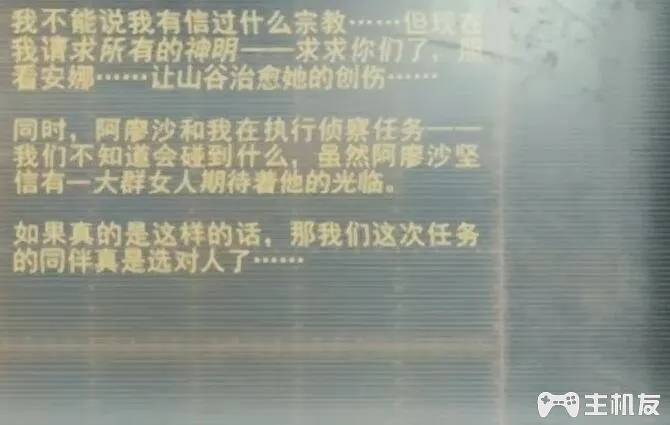 我不能说我有信过什么宗教……但现在
我请求所有的神明——求求你们了，照
看安娜……让山谷治愈她的创伤……
同时，阿廖沙和我在执行侦察任务——
我们不知道会碰到什么，虽然阿廖沙坚
信有一大群女人期待着他的光临。
如果真的是这样的话，那我们这次任务
的同伴真是选对人了……
主机友